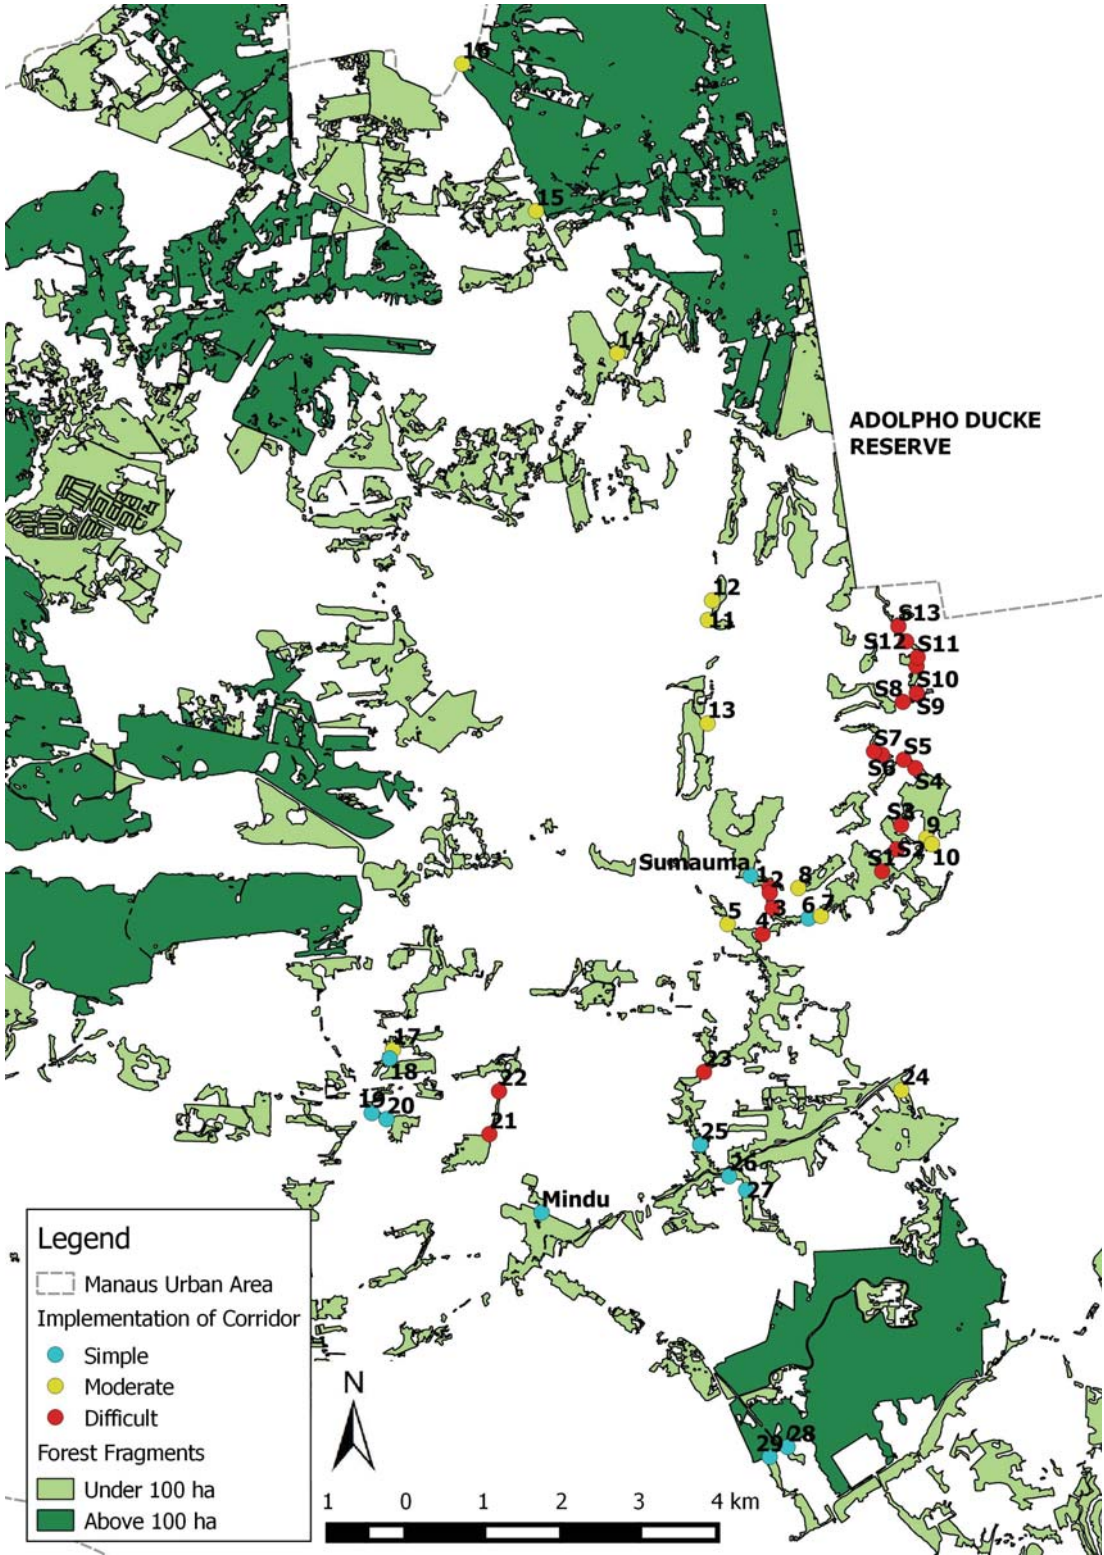 16
15
14
ADOLPHO DUCKE
RESERVE
12
11
S13
S12
S11
S10
S8
S9
13
S7
S5
S6
S4
S3
9
S2
10
Sumauma
1
2
S1
8
3
6
7
5
4
17
18
23
22
24
19
20
21
25
26
27
Mindu
Legend
Manaus Urban Area
Implementation of Corridor
Simple
Moderate
Difficult
Forest Fragments
Under 100 ha
Above 100 ha
N
28
29
1 0 1 2 3 4 km